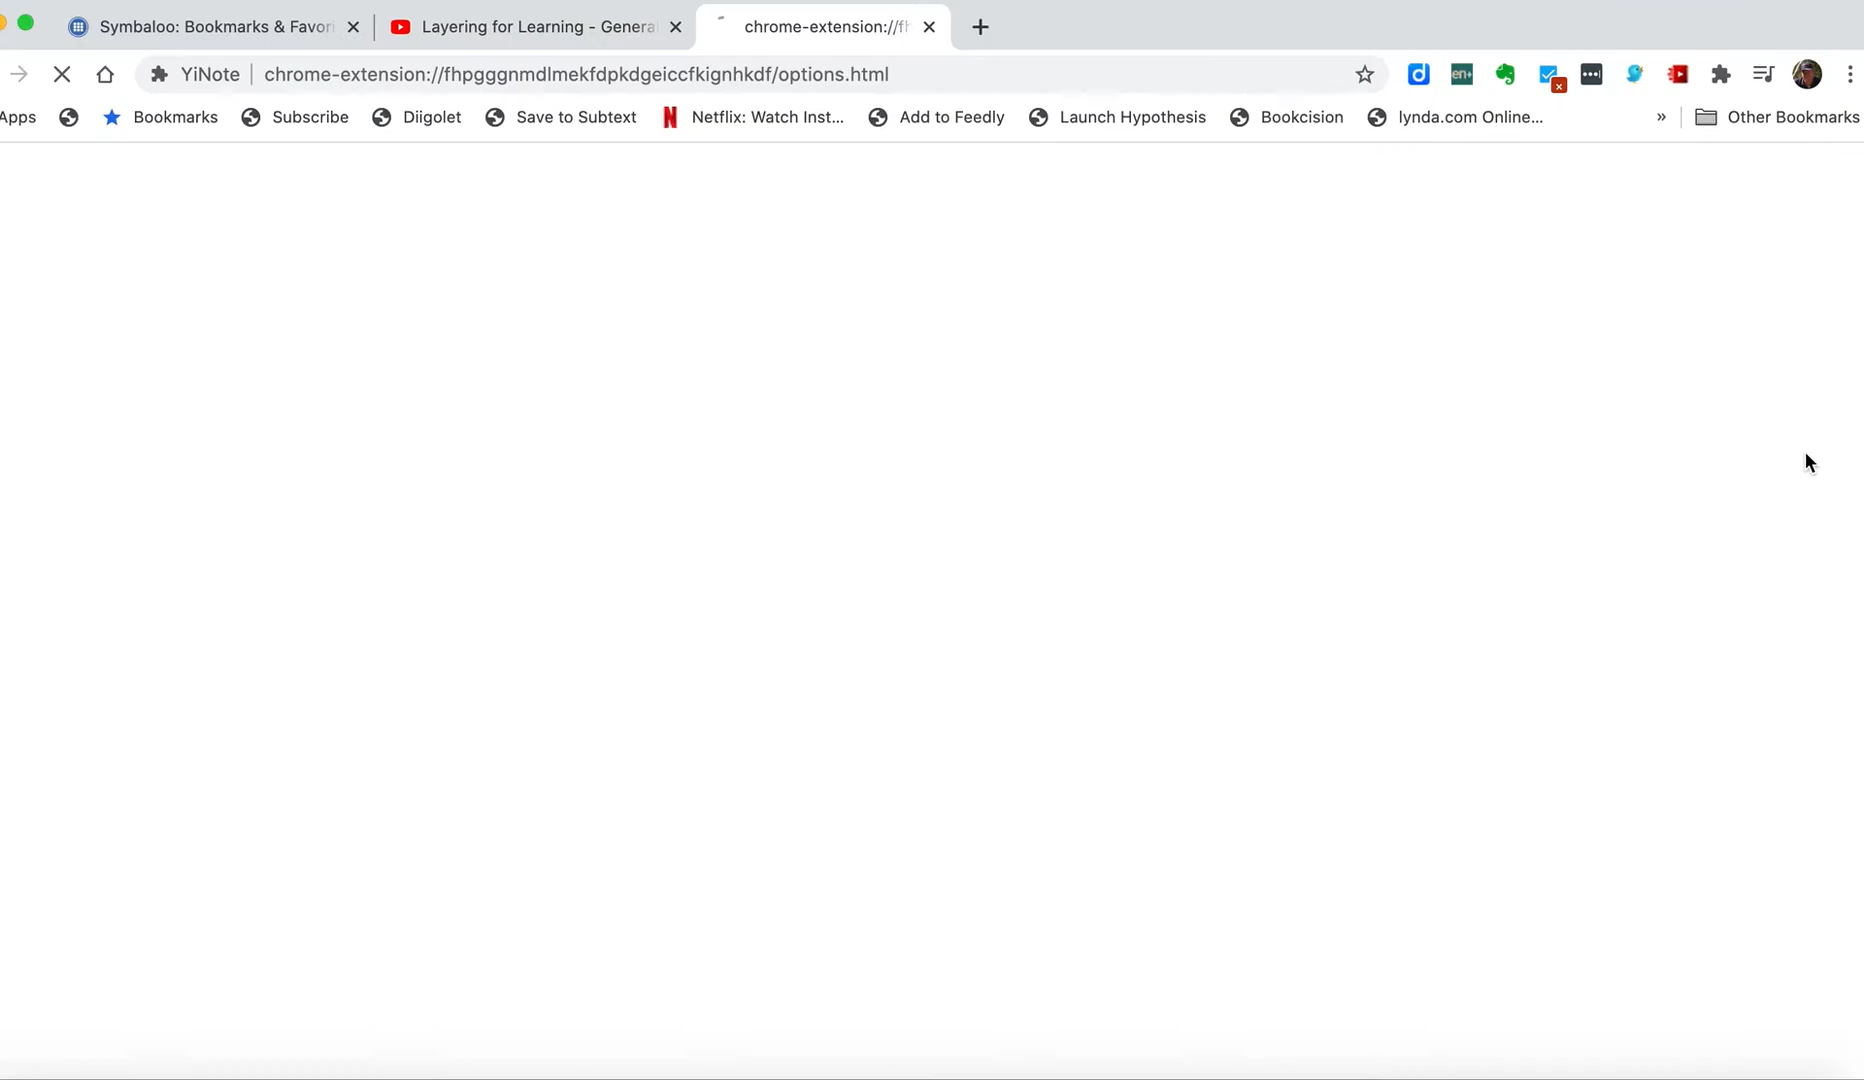 Symbaloo: Bookmarks & Favori
Layering for Learning - Genera
chrome-extension://fh
YiNote
chrome-extension://fhpgggnmdlmekfdpkdgeiccfkignhkdf/options.html
en+
Apps
Bookmarks
Subscribe
Diigolet
Save to Subtext
Netflix: Watch Inst...
Add to Feedly
Launch Hypothesis
Bookcision
lynda.com Online...
»
Other Bookmarks